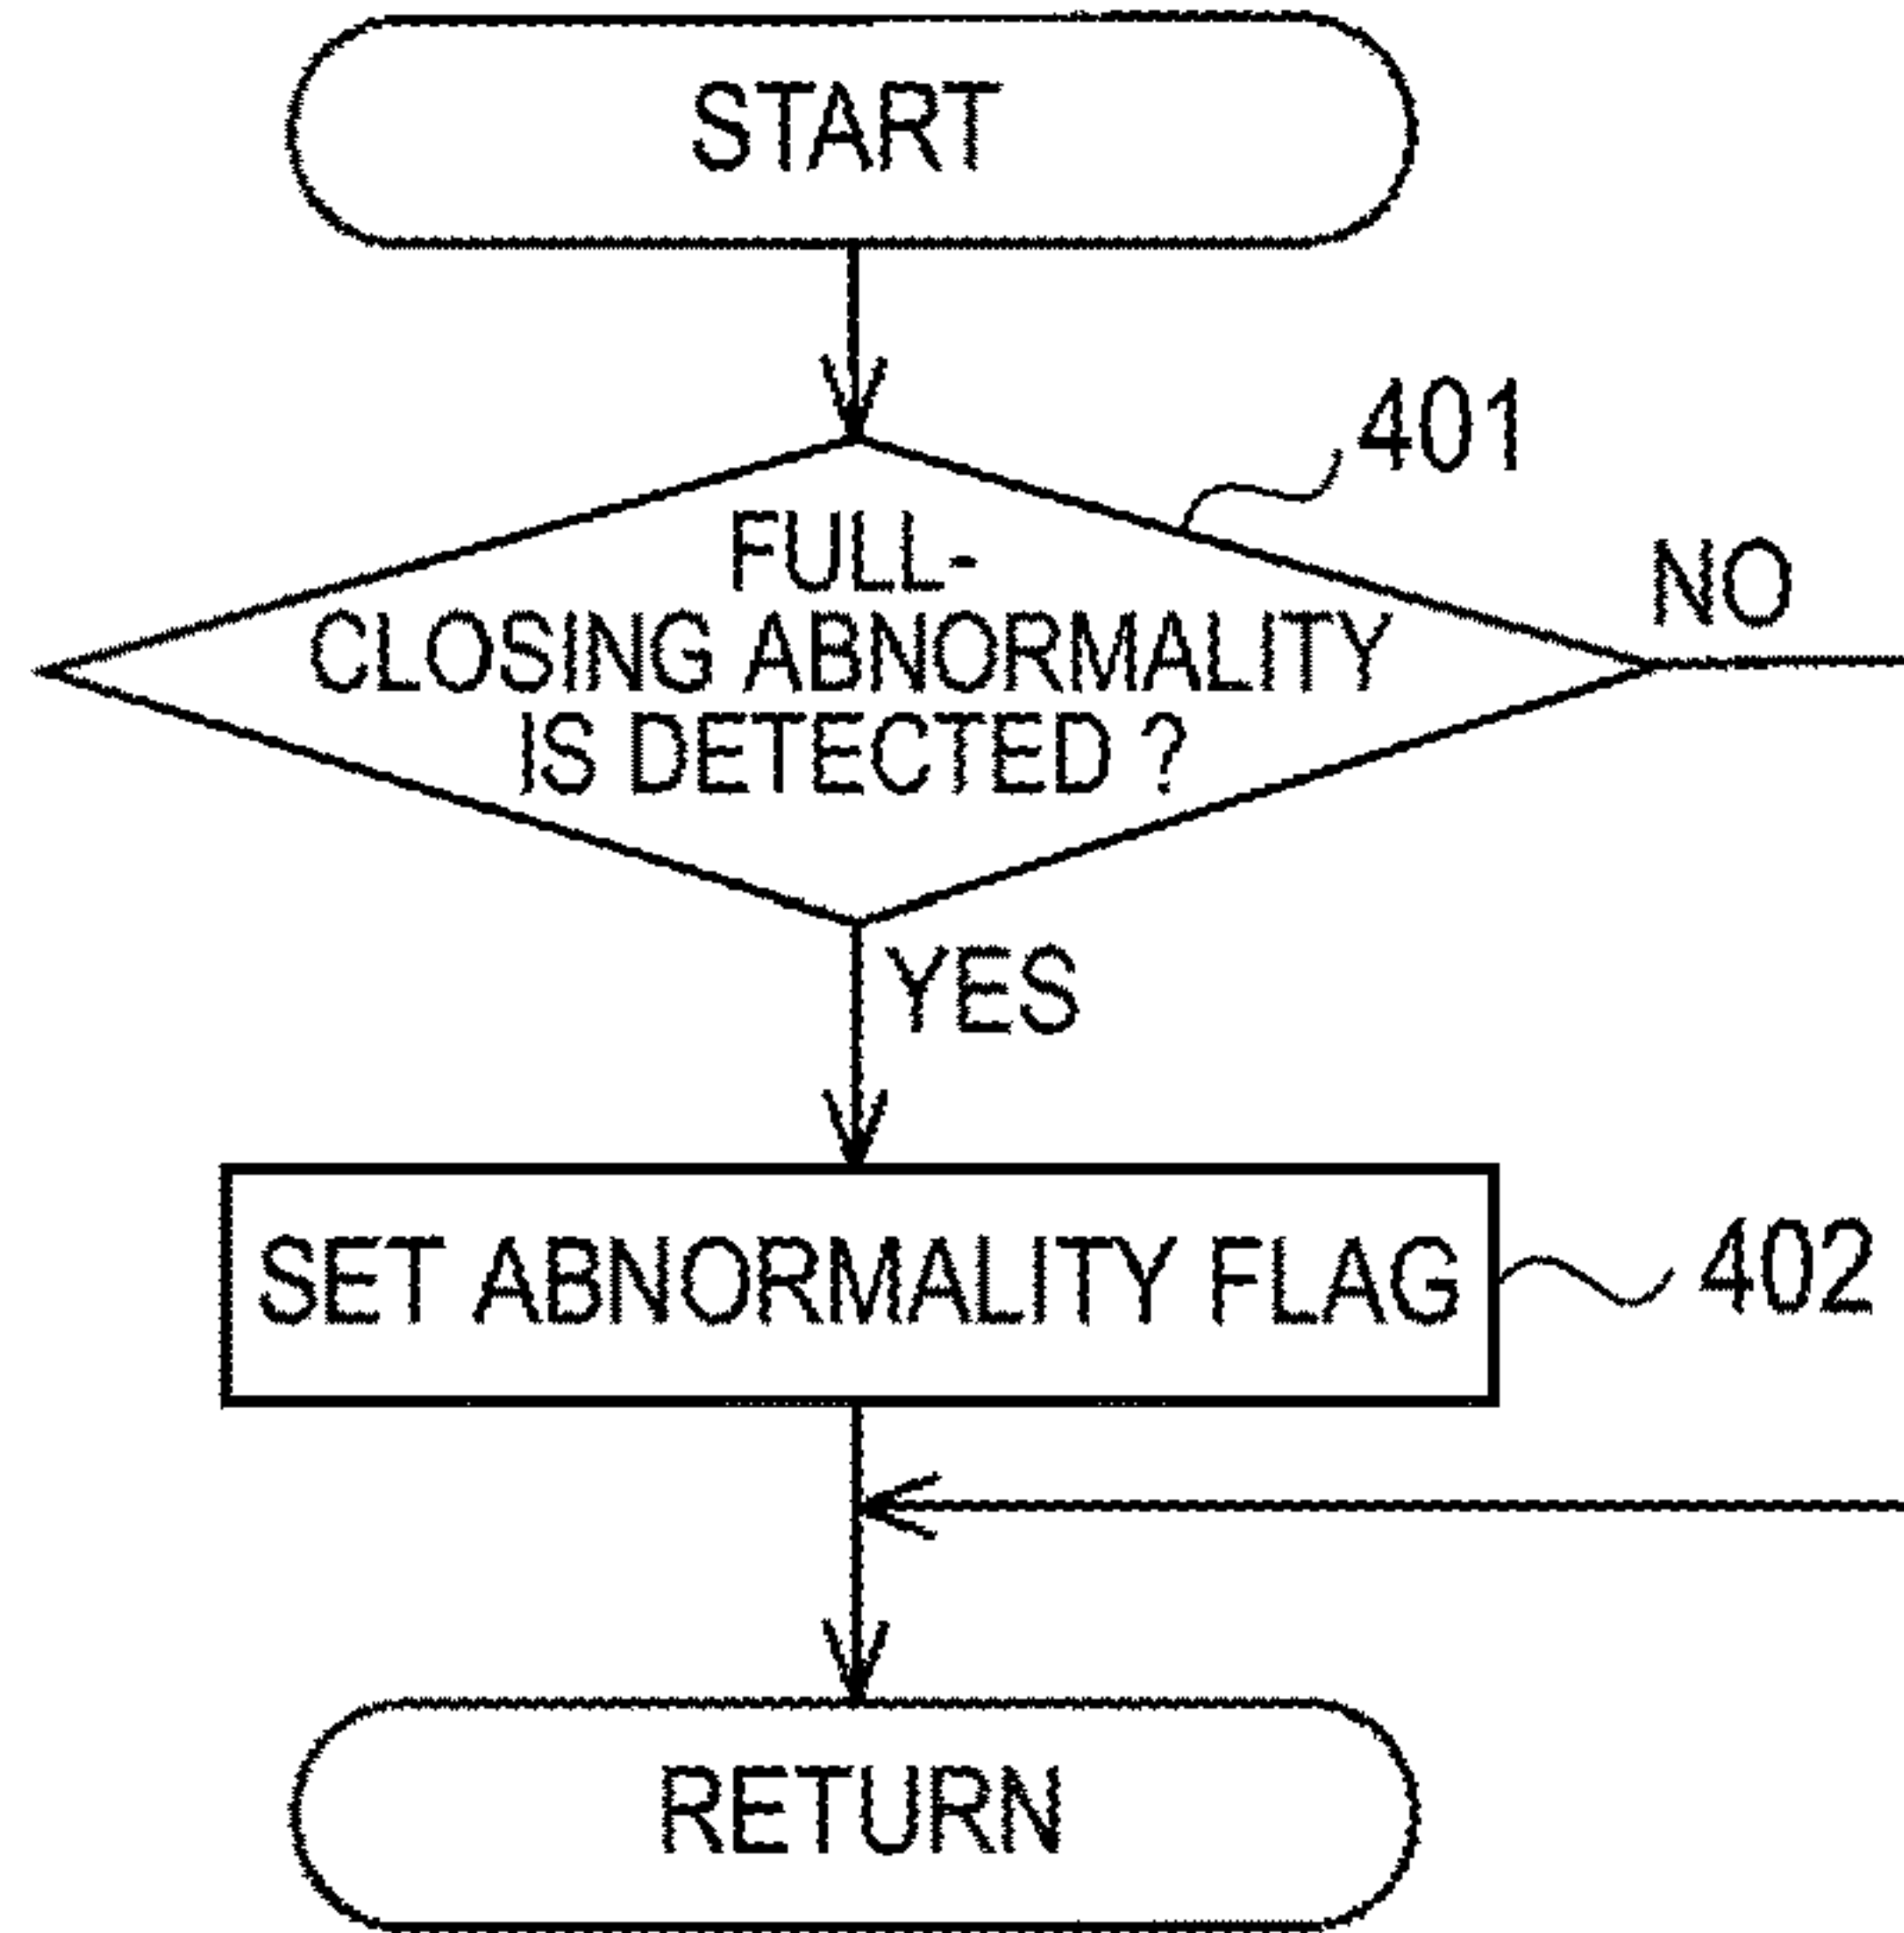 START
401
FULL-
CLOSING ABNORMALITY
IS DETECTED ?
NO
YES
SET ABNORMALITY FLAG
402
RETURN